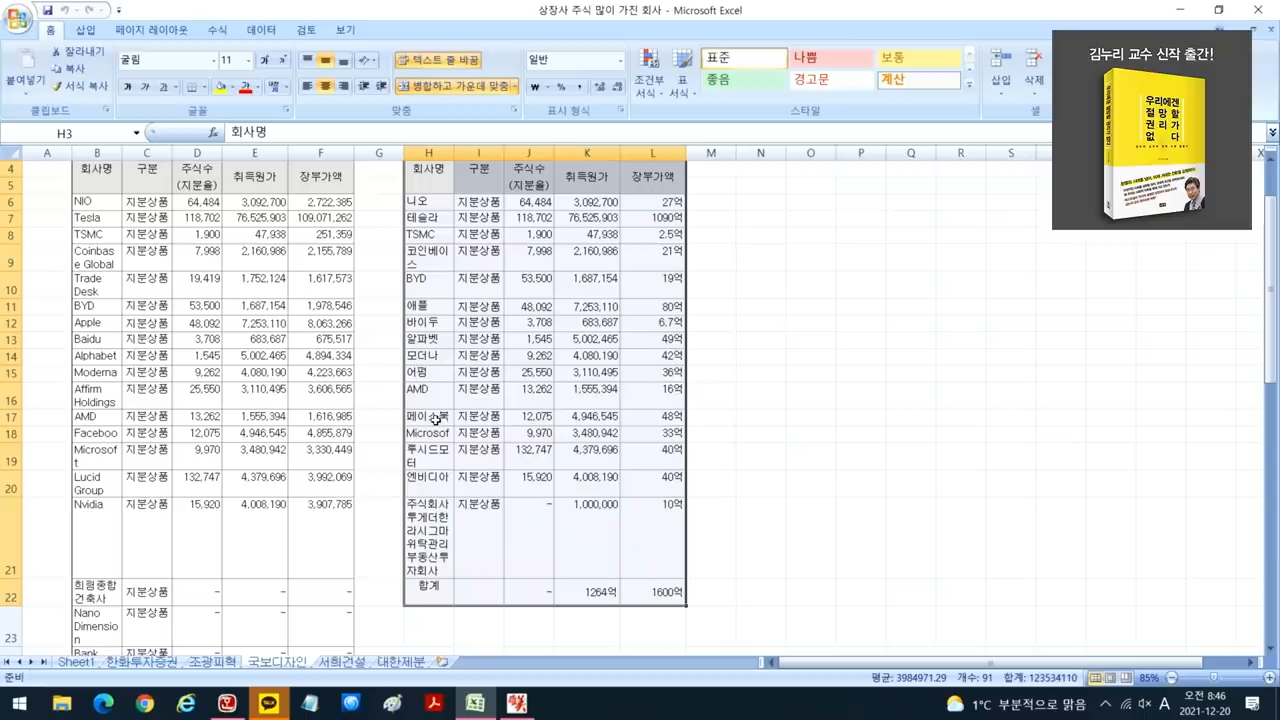 상장사 주식 많이 가진 회사 - Microsoft Excel
홈 삽입 페이지 레이아웃 수식 데이터 검토 보기
붙여넣기
잘라내기
복사
서식 복사
클립보드
굴림 11
글꼴
텍스트 줄 바꿈
병합하고 가운데 맞춤
맞춤
일반
표시 형식
조건부 서식
표 서식
표준 나쁨 보통
좋음 경고문 계산
스타일
삽입 삭제
셀
김누리 교수 신작 출간!
우리에겐
절망할
권리가
없다
H3 회사명
A B C D E F G H I J K L M N O P Q R S X
4 회사명 구분 주식수 취득원가 장부가액 회사명 구분 주식수 취득원가 장부가액
5 (지분율) (지분율)
6 NIO 지분상품 64,484 3,092,700 2,722,385 니오 지분상품 64,484 3,092,700 27억
7 Tesla 지분상품 118,702 76,525,903 109,071,262 테슬라 지분상품 118,702 76,525,903 1090억
8 TSMC 지분상품 1,900 47,938 251,359 TSMC 지분상품 1,900 47,938 2.5억
9 Coinbas 지분상품 7,998 2,160,986 2,155,789 코인베이 지분상품 7,998 2,160,986 21억
e Global 스
10 Trade 지분상품 19,419 1,752,124 1,617,573 BYD 지분상품 53,500 1,687,154 19억
Desk
11 BYD 지분상품 53,500 1,687,154 1,978,546 애플 지분상품 48,092 7,253,110 80억
12 Apple 지분상품 48,092 7,253,110 8,063,266 바이두 지분상품 3,708 683,687 6.7억
13 Baidu 지분상품 3,708 683,687 675,517 알파벳 지분상품 1,545 5,002,465 49억
14 Alphabet 지분상품 1,545 5,002,465 4,894,334 모더나 지분상품 9,262 4,080,190 42억
15 Moderna 지분상품 9,262 4,080,190 4,223,663 어펌 지분상품 25,550 3,110,495 36억
16 Affirm 지분상품 25,550 3,110,495 3,606,565 AMD 지분상품 13,262 1,555,394 16억
Holdings
17 AMD 지분상품 13,262 1,555,394 1,616,985 페이스북 지분상품 12,075 4,946,545 48억
18 Faceboo 지분상품 12,075 4,946,545 4,855,879 Microsof 지분상품 9,970 3,480,942 33억
19 Microsof 지분상품 9,970 3,480,942 3,330,449 루시드모 지분상품 132,747 4,379,696 40억
t 터
20 Lucid 지분상품 132,747 4,379,696 3,992,069 엔비디아 지분상품 15,920 4,008,190 40억
Group
21 Nvidia 지분상품 15,920 4,008,190 3,907,785 주식회사 지분상품 - 1,000,000 10억
투게더한
라시그마
위탁관리
부동산투
자회사
22 희령종합 지분상품 - - - 합계 - 1264억 1600억
건축사
23 Nano 지분상품 - - -
Dimensio
n
Bank 지분상품
Sheet1 한화투자증권 조광피혁 국보디자인 서희건설 대한제분
준비 평균: 3984971.29 개수: 91 합계: 123534110 85%
TALK 1°C 부분적으로 맑음 A 오전 8:46
2021-12-20